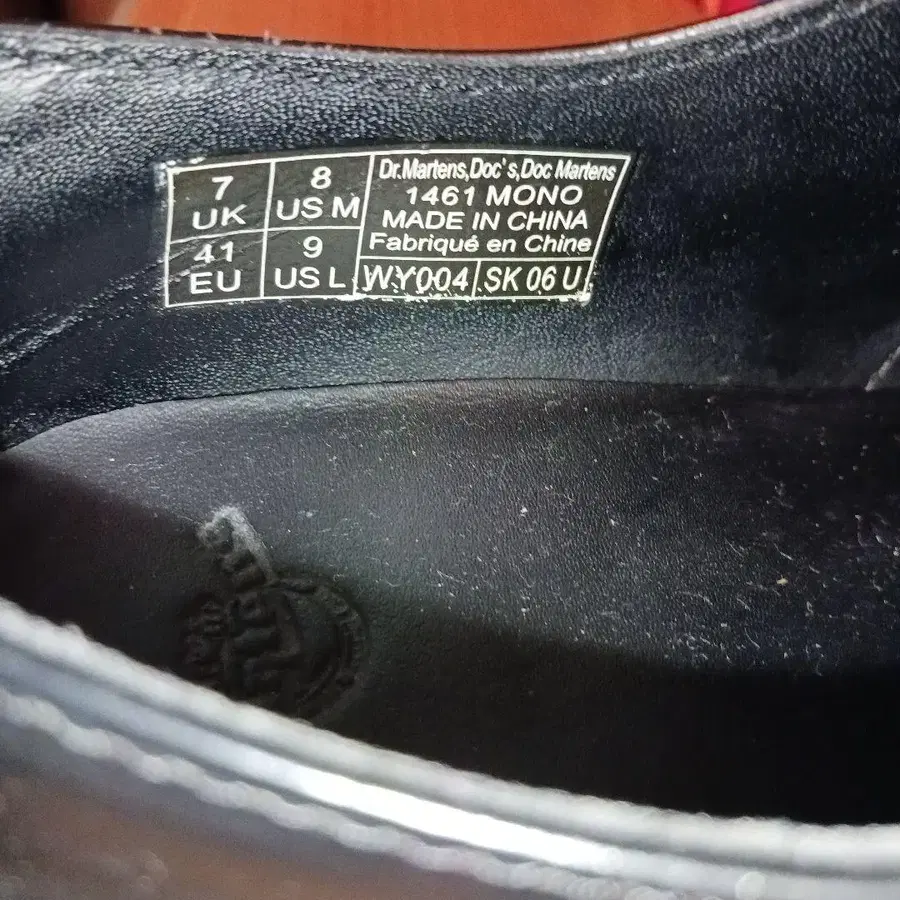 7
UK
8
US M
41
EU
9
US L
Dr.Martens,Doc's,Doc Martens
1461 MONO
MADE IN CHINA
Fabriqué en Chine
WY004
SK 06 U